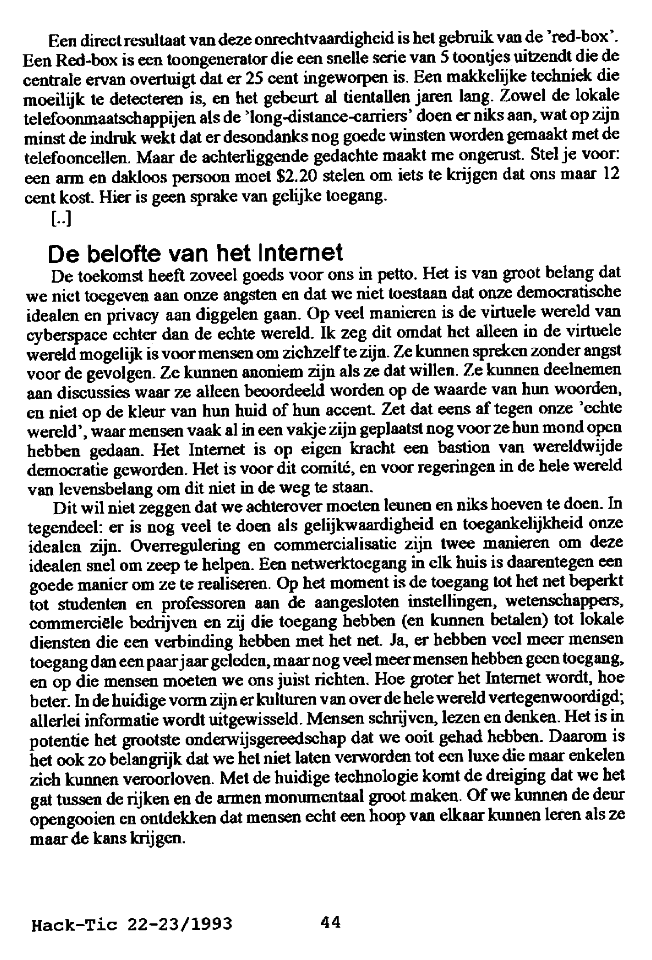 Een direct resultaat van deze onrechtvaardigheid is het gebruik van de 'red-box'.
Een Red-box is een toongenerator die een snelle serie van 5 toontjes uitzendt die de
centrale ervan overtuigt dat er 25 cent ingeworpen is. Een makkelijke techniek die
moeilijk te detecteren is, en het gebeurt al tientallen jaren lang. Zowel de lokale
telefoonmaatschappijen als de 'long-distance-carriers' doen er niks aan, wat op zijn
minst de indruk wekt dat er desondanks nog goede winsten worden gemaakt met de
telefooncellen. Maar de achterliggende gedachte maakt me ongerust. Stel je voor:
een arm en dakloos persoon moet $2.20 stelen om iets te krijgen dat ons maar 12
cent kost. Hier is geen sprake van gelijke toegang.
[..]
De belofte van het Internet
De toekomst heeft zoveel goeds voor ons in petto. Het is van groot belang dat
we niet toegeven aan onze angsten en dat we niet toestaan dat onze democratische
idealen en privacy aan diggelen gaan. Op veel manieren is de virtuele wereld van
cyberspace echter dan de echte wereld. Ik zeg dit omdat het alleen in de virtuele
wereld mogelijk is voor mensen om zichzelf te zijn. Ze kunnen spreken zonder angst
voor de gevolgen. Ze kunnen anoniem zijn als ze dat willen. Ze kunnen deelnemen
aan discussies waar ze alleen beoordeeld worden op de waarde van hun woorden,
en niet op de kleur van hun huid of hun accent. Zet dat eens af tegen onze 'echte
wereld', waar mensen vaak al in een vakje zijn geplaatst nog voor ze hun mond open
hebben gedaan. Het Internet is op eigen kracht een bastion van wereldwijde
democratie geworden. Het is voor dit comité, en voor regeringen in de hele wereld
van levensbelang om dit niet in de weg te staan.
Dit wil niet zeggen dat we achterover moeten leunen en niks hoeven te doen. In
tegendeel: er is nog veel te doen als gelijkwaardigheid en toegankelijkheid onze
idealen zijn. Overregulering en commercialisatie zijn twee manieren om deze
idealen snel om zeep te helpen. Een netwerktoegang in elk huis is daarentegen een
goede manier om ze te realiseren. Op het moment is de toegang tot het net beperkt
tot studenten en professoren aan de aangesloten instellingen, wetenschappers,
commerciële bedrijven en zij die toegang hebben (en kunnen betalen) tot lokale
diensten die een verbinding hebben met het net. Ja, er hebben veel meer mensen
toegang dan een paar jaar geleden, maar nog veel meer mensen hebben geen toegang,
en op die mensen moeten we ons juist richten. Hoe groter het Internet wordt, hoe
beter. In de huidige vorm zijn er kulturen van over de hele wereld vertegenwoordigd;
allerlei informatie wordt uitgewisseld. Mensen schrijven, lezen en denken. Het is in
potentie het grootste onderwijsgereedschap dat we ooit gehad hebben. Daarom is
het ook zo belangrijk dat we het niet laten verworden tot een luxe die maar enkelen
zich kunnen veroorloven. Met de huidige technologie komt de dreiging dat we het
gat tussen de rijken en de armen monumentaal groot maken. Of we kunnen de deur
opengooien en ontdekken dat mensen echt een hoop van elkaar kunnen leren als ze
maar de kans krijgen.
Hack-Tic 22-23/1993 44